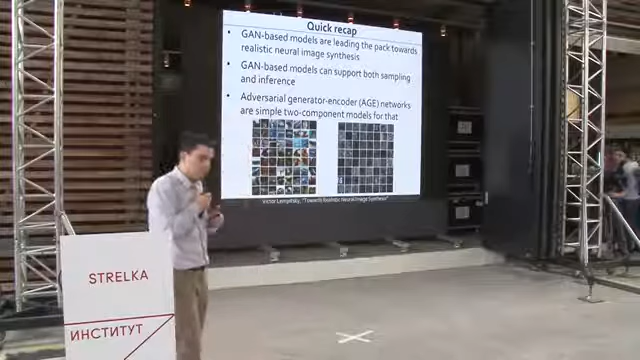 Quick recap
• GAN-based models are leading the pack towards
realistic neural image synthesis
• GAN-based models can support both sampling
and inference
• Adversarial generator-encoder (AGE) networks
are simple two-component models for that
Victor Lempitsky, "Towards Realistic Neural Image Synthesis"
STRELKA
ИНСТИТУТ